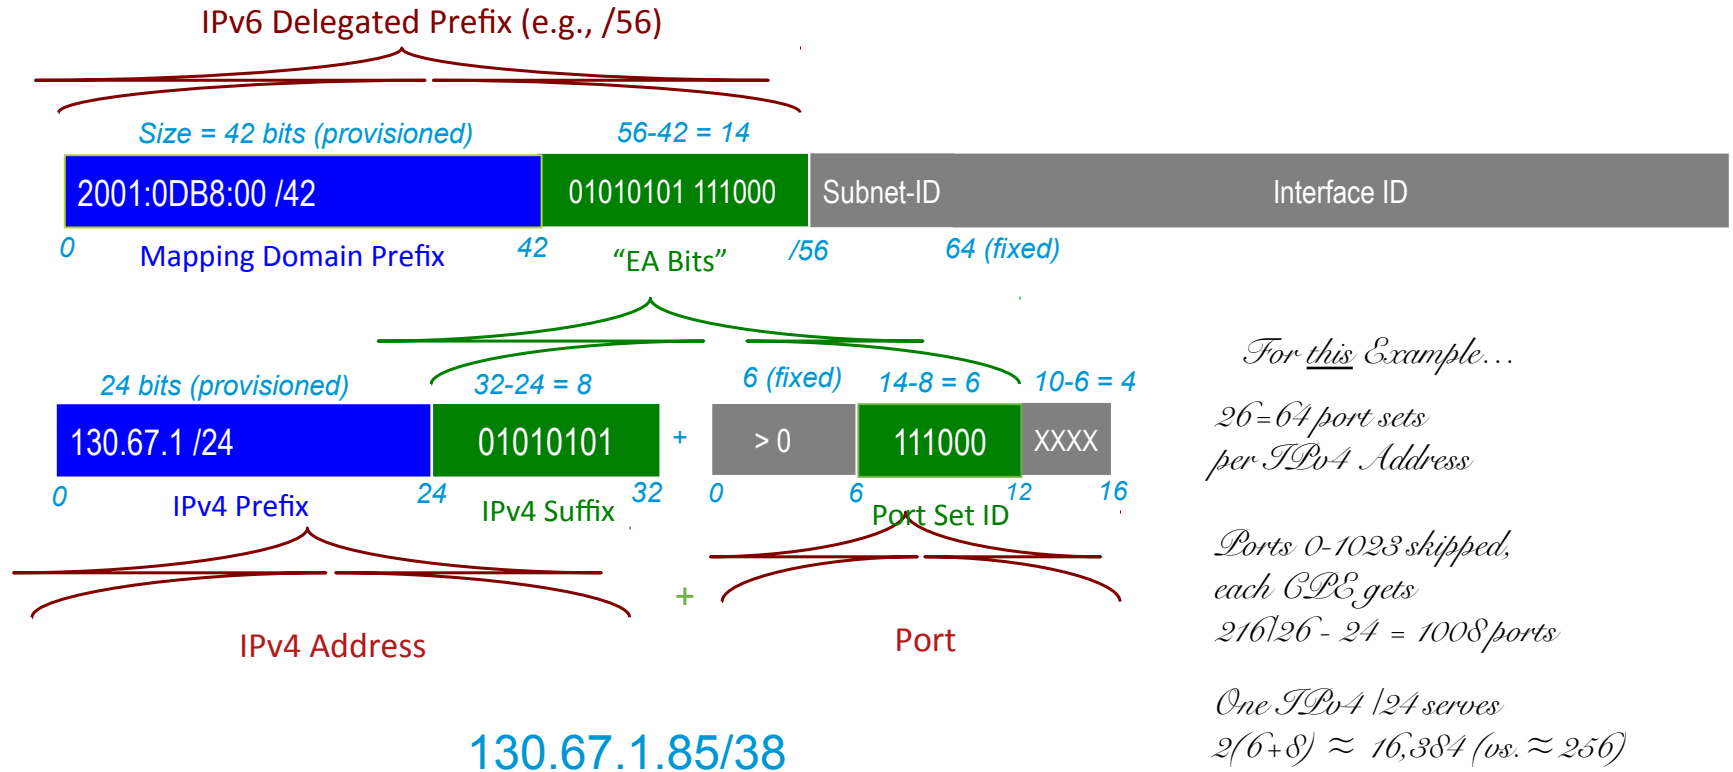 IPv6 Delegated Prefix (e.g., /56)
Size = 42 bits (provisioned) 56-42 = 14
2001:0DB8:00 /42 01010101 111000 Subnet-ID Interface ID
0 Mapping Domain Prefix 42 “EA Bits” /56 64 (fixed)
For this Example...
24 bits (provisioned) 32-24 = 8 6 (fixed) 14-8 = 6 10-6 = 4
26=64 port sets
per IPv4 Address
130.67.1 /24 01010101 + > 0 111000 XXXX
0 IPv4 Prefix 24 IPv4 Suffix 32 0 6 Port Set ID 12 16
Ports 0-1023 skipped,
each CPE gets
216/26 - 24 = 1008 ports
+
IPv4 Address Port
One IPv4 /24 serves
2(6+8) ≈ 16,384 (vs. ≈ 256)
130.67.1.85/38